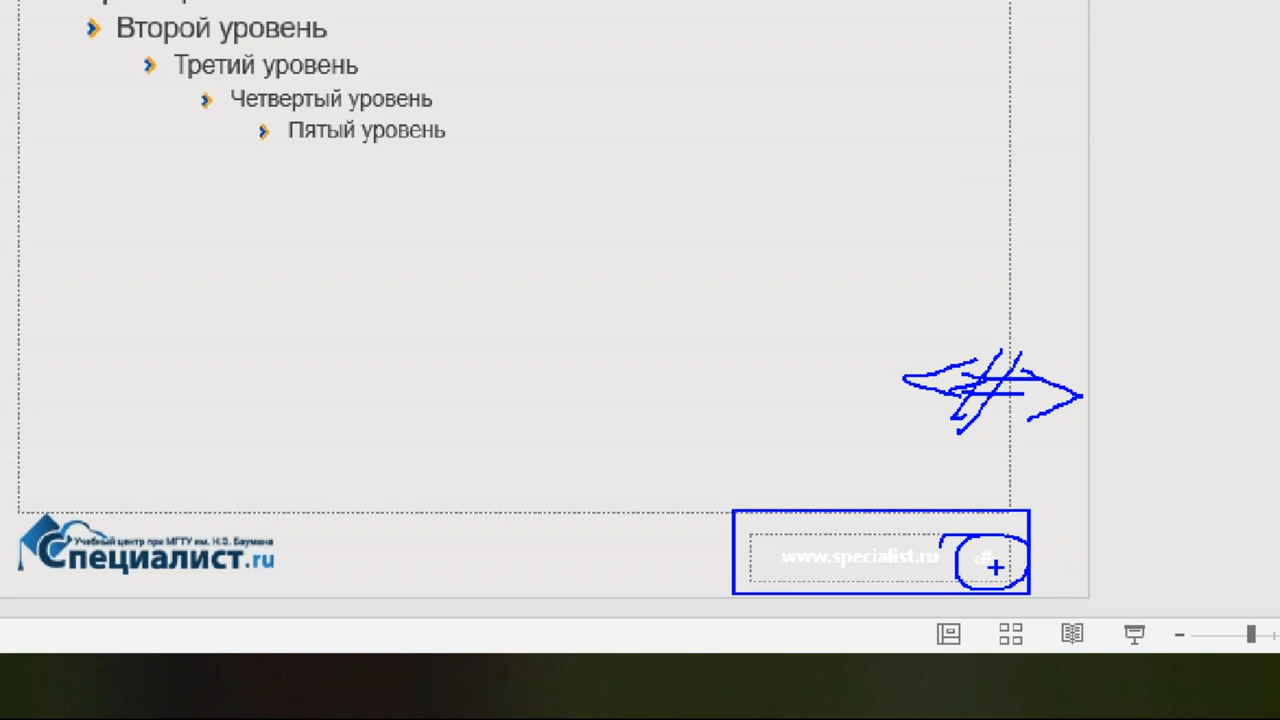 Второй уровень
Третий уровень
Четвертый уровень
Пятый уровень
<#>
Учебный центр при МГТУ им. Н.Э. Баумана
Специалист.ru
www.specialist.ru ‹#›